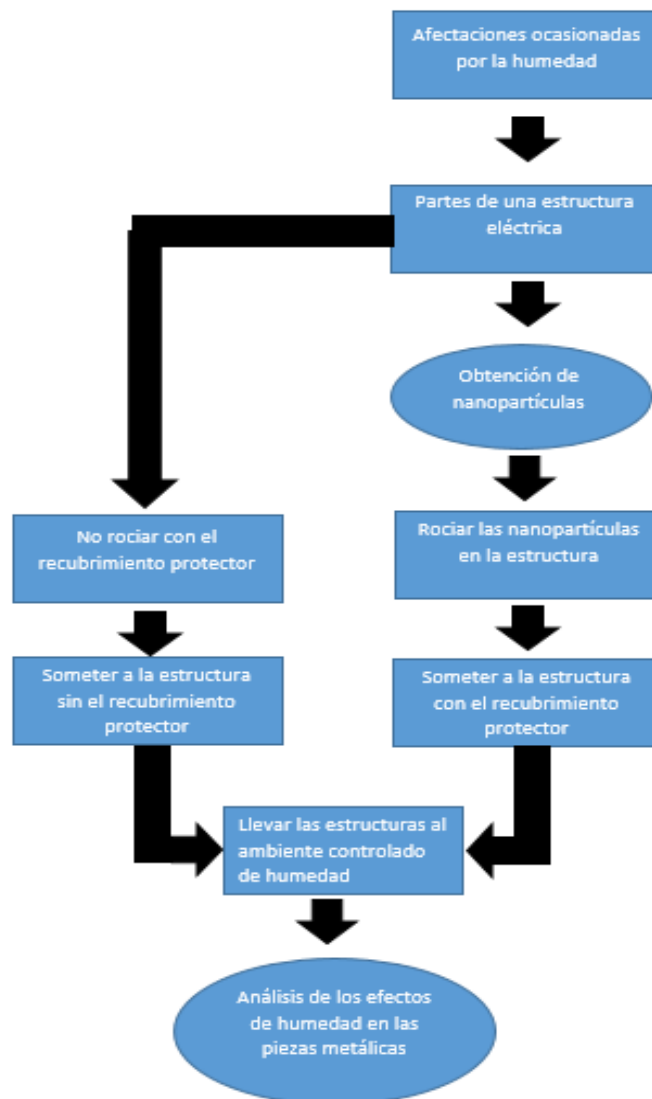 Afectaciones ocasionadas
por la humedad
Partes de una estructura
eléctrica
Obtención de
nanopartículas
No rociar con el
recubrimiento protector
Rociar las nanopartículas
en la estructura
Someter a la estructura
sin el recubrimiento
protector
Someter a la estructura
con el recubrimiento
protector
Llevar las estructuras al
ambiente controlado
de humedad
Análisis de los efectos
de humedad en las
piezas metálicas